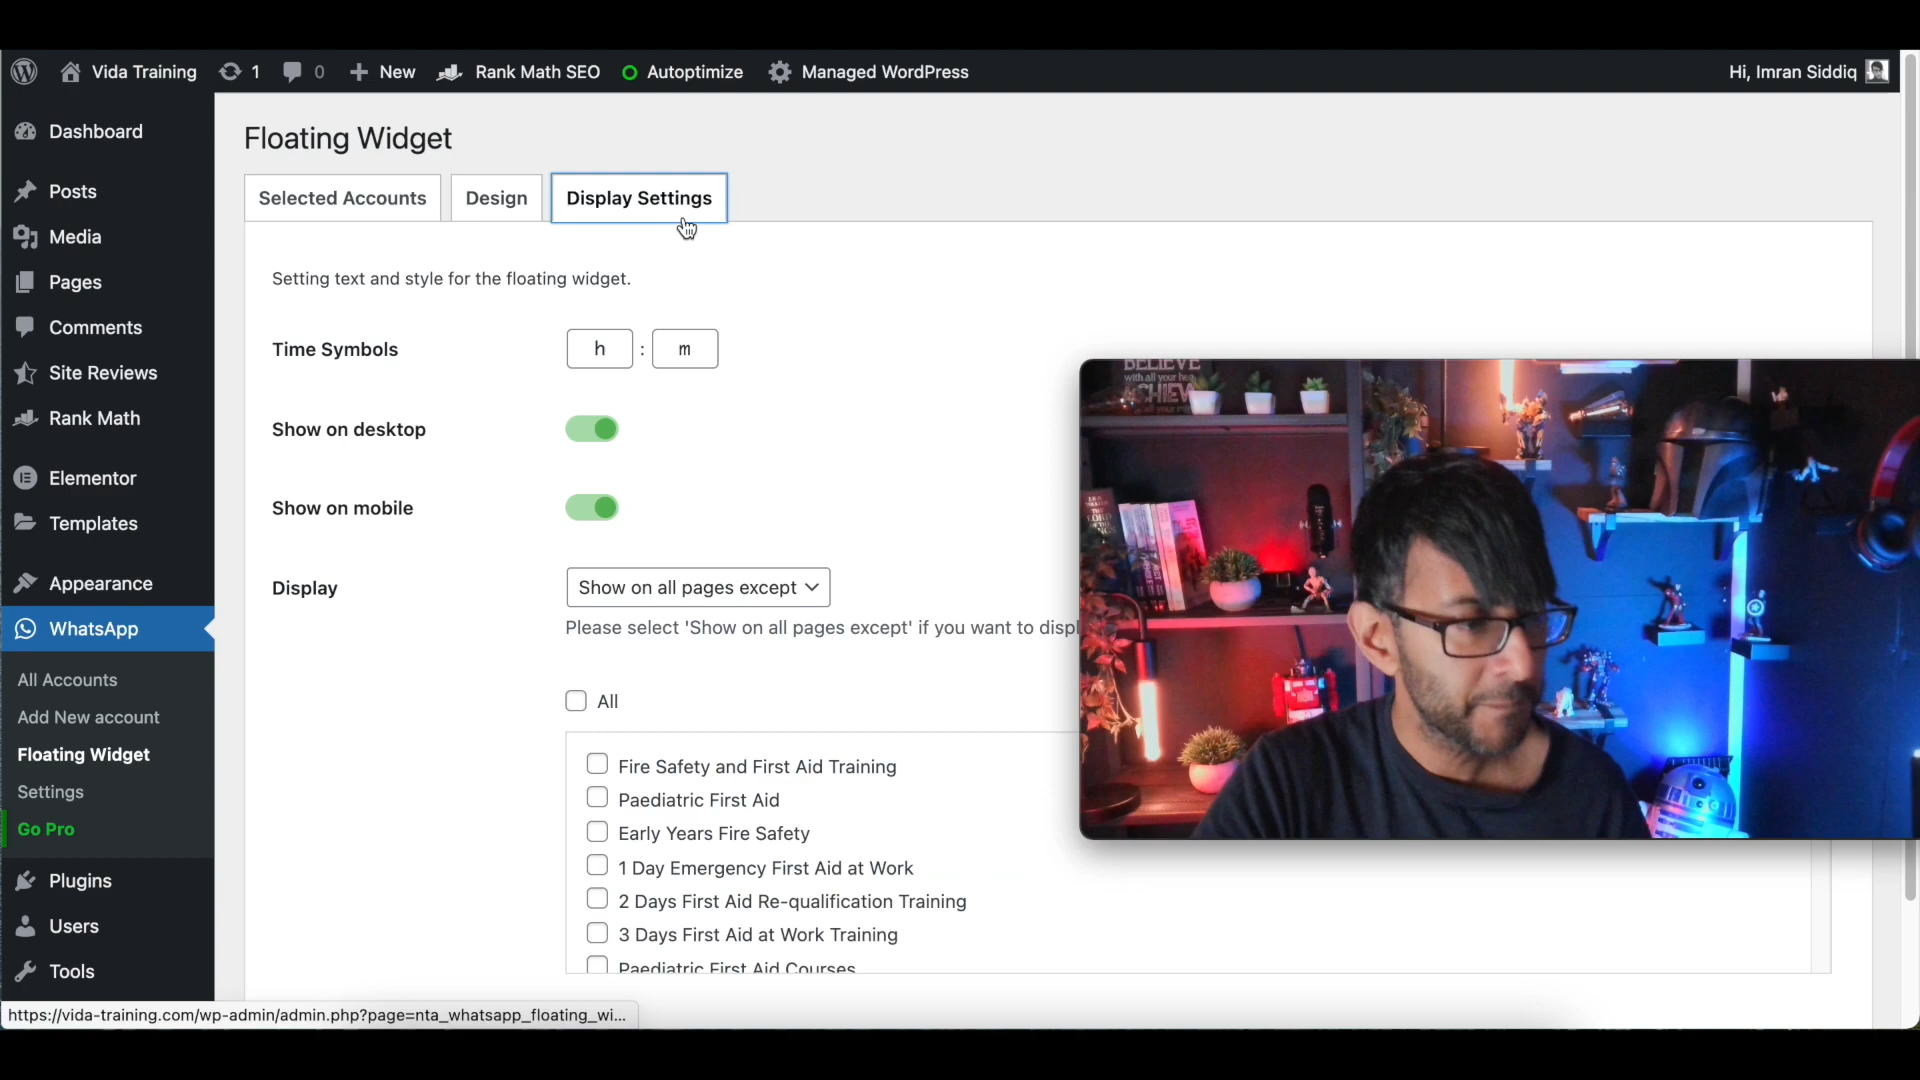 Vida Training
1
0
New
Rank Math SEO
Autoptimize
Managed WordPress
Hi, Imran Siddiq
Dashboard
Posts
Media
Pages
Comments
Site Reviews
Rank Math
Elementor
Templates
Appearance
WhatsApp
All Accounts
Add New account
Floating Widget
Settings
Go Pro
Plugins
Users
Tools
Floating Widget
Selected Accounts
Design
Display Settings
Setting text and style for the floating widget.
Time Symbols
h : m
Show on desktop
Show on mobile
Display
Show on all pages except
Please select 'Show on all pages except' if you want to displ
All
Fire Safety and First Aid Training
Paediatric First Aid
Early Years Fire Safety
1 Day Emergency First Aid at Work
2 Days First Aid Re-qualification Training
3 Days First Aid at Work Training
Paediatric First Aid Courses
BELIEVE
with all your
https://vida-training.com/wp-admin/admin.php?page=nta_whatsapp_floating_wi...